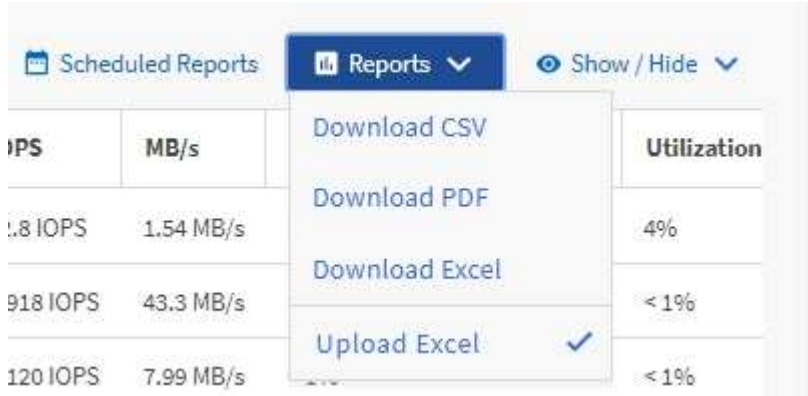 Scheduled Reports Reports Show / Hide
MB/s Utilization
Download CSV
Download PDF
.8 IOPS 1.54 MB/s 4%
Download Excel
918 IOPS 43.3 MB/s < 1%
Upload Excel
120 IOPS 7.99 MB/s < 1%